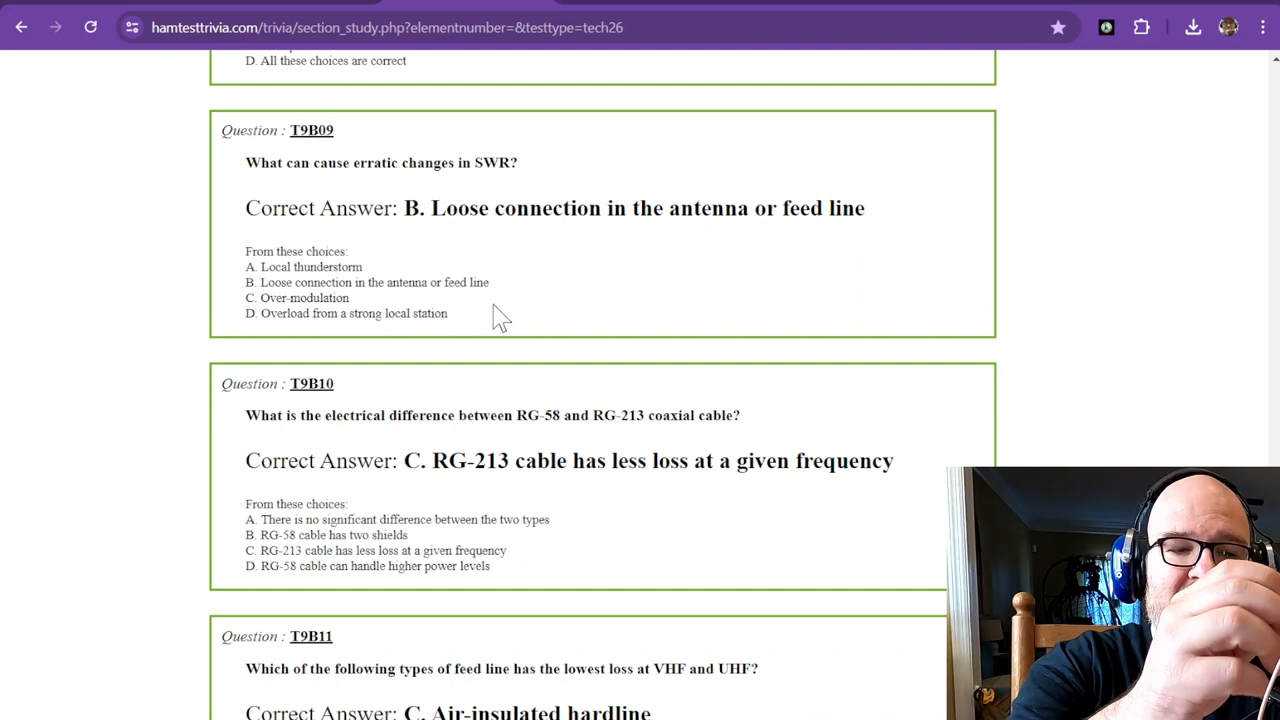 hamtesttrivia.com/trivia/section_study.php?elementnumber=&testtype=tech26
D. All these choices are correct
Question : T9B09
What can cause erratic changes in SWR?
Correct Answer: B. Loose connection in the antenna or feed line
From these choices:
A. Local thunderstorm
B. Loose connection in the antenna or feed line
C. Over-modulation
D. Overload from a strong local station
Question : T9B10
What is the electrical difference between RG-58 and RG-213 coaxial cable?
Correct Answer: C. RG-213 cable has less loss at a given frequency
From these choices:
A. There is no significant difference between the two types
B. RG-58 cable has two shields
C. RG-213 cable has less loss at a given frequency
D. RG-58 cable can handle higher power levels
Question : T9B11
Which of the following types of feed line has the lowest loss at VHF and UHF?
Correct Answer: C. Air-insulated hardline